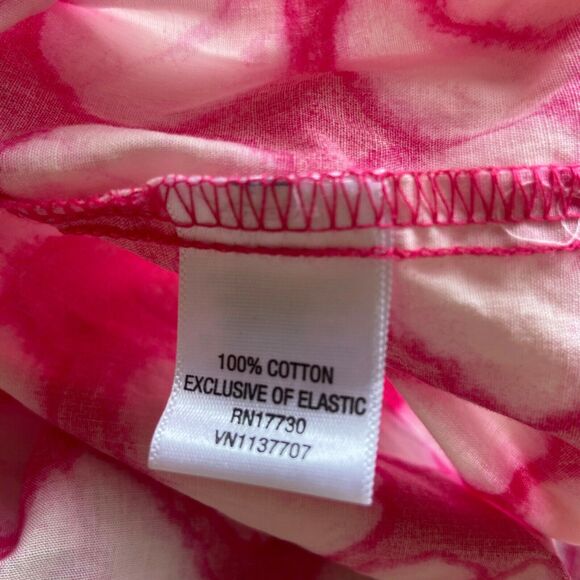 100% COTTON
EXCLUSIVE OF ELASTIC
RN17730
VN1137707